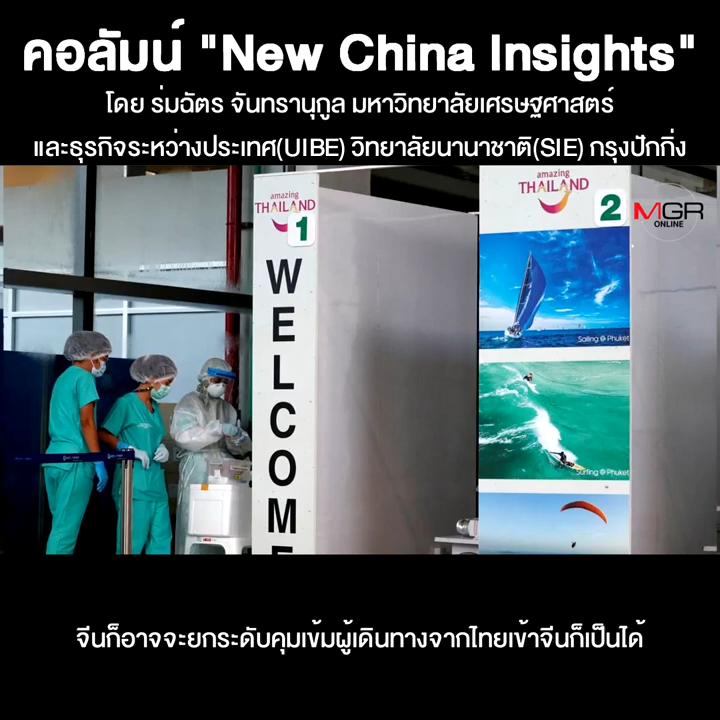 คอลัมน์ "New China Insights"
โดย ร่มฉัตร จันทรานุกูล มหาวิทยาลัยเศรษฐศาสตร์
และธุรกิจระหว่างประเทศ(UIBE) วิทยาลัยนานาชาติ(SIE) กรุงปักกิ่ง
amazing
THAILAND
1
WELCOME
amazing
THAILAND
2
MGR
ONLINE
Sailing @ Phuket
Surfing @ Phuket
จีนก็อาจจะยกระดับคุมเข้มผู้เดินทางจากไทยเข้าจีนก็เป็นได้